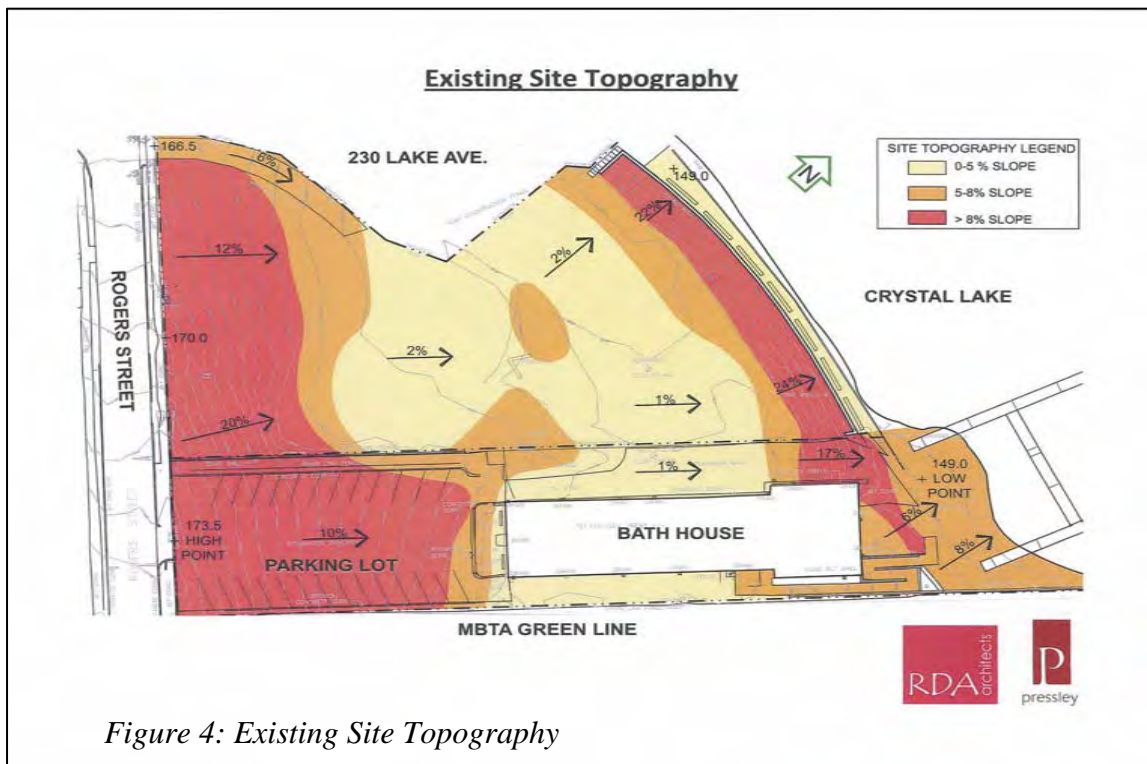 Existing Site Topography
166.5
6%
230 LAKE AVE.
149.0
N
SITE TOPOGRAPHY LEGEND
0-5 % SLOPE
5-8% SLOPE
> 8% SLOPE
22%
12%
2%
CRYSTAL LAKE
ROGERS STREET
170.0
2%
24%
1%
20%
17%
1%
149.0
LOW
POINT
6%
173.5
HIGH
POINT
10%
BATH HOUSE
8%
PARKING LOT
MBTA GREEN LINE
RDA
architects
P
pressley
Figure 4: Existing Site Topography